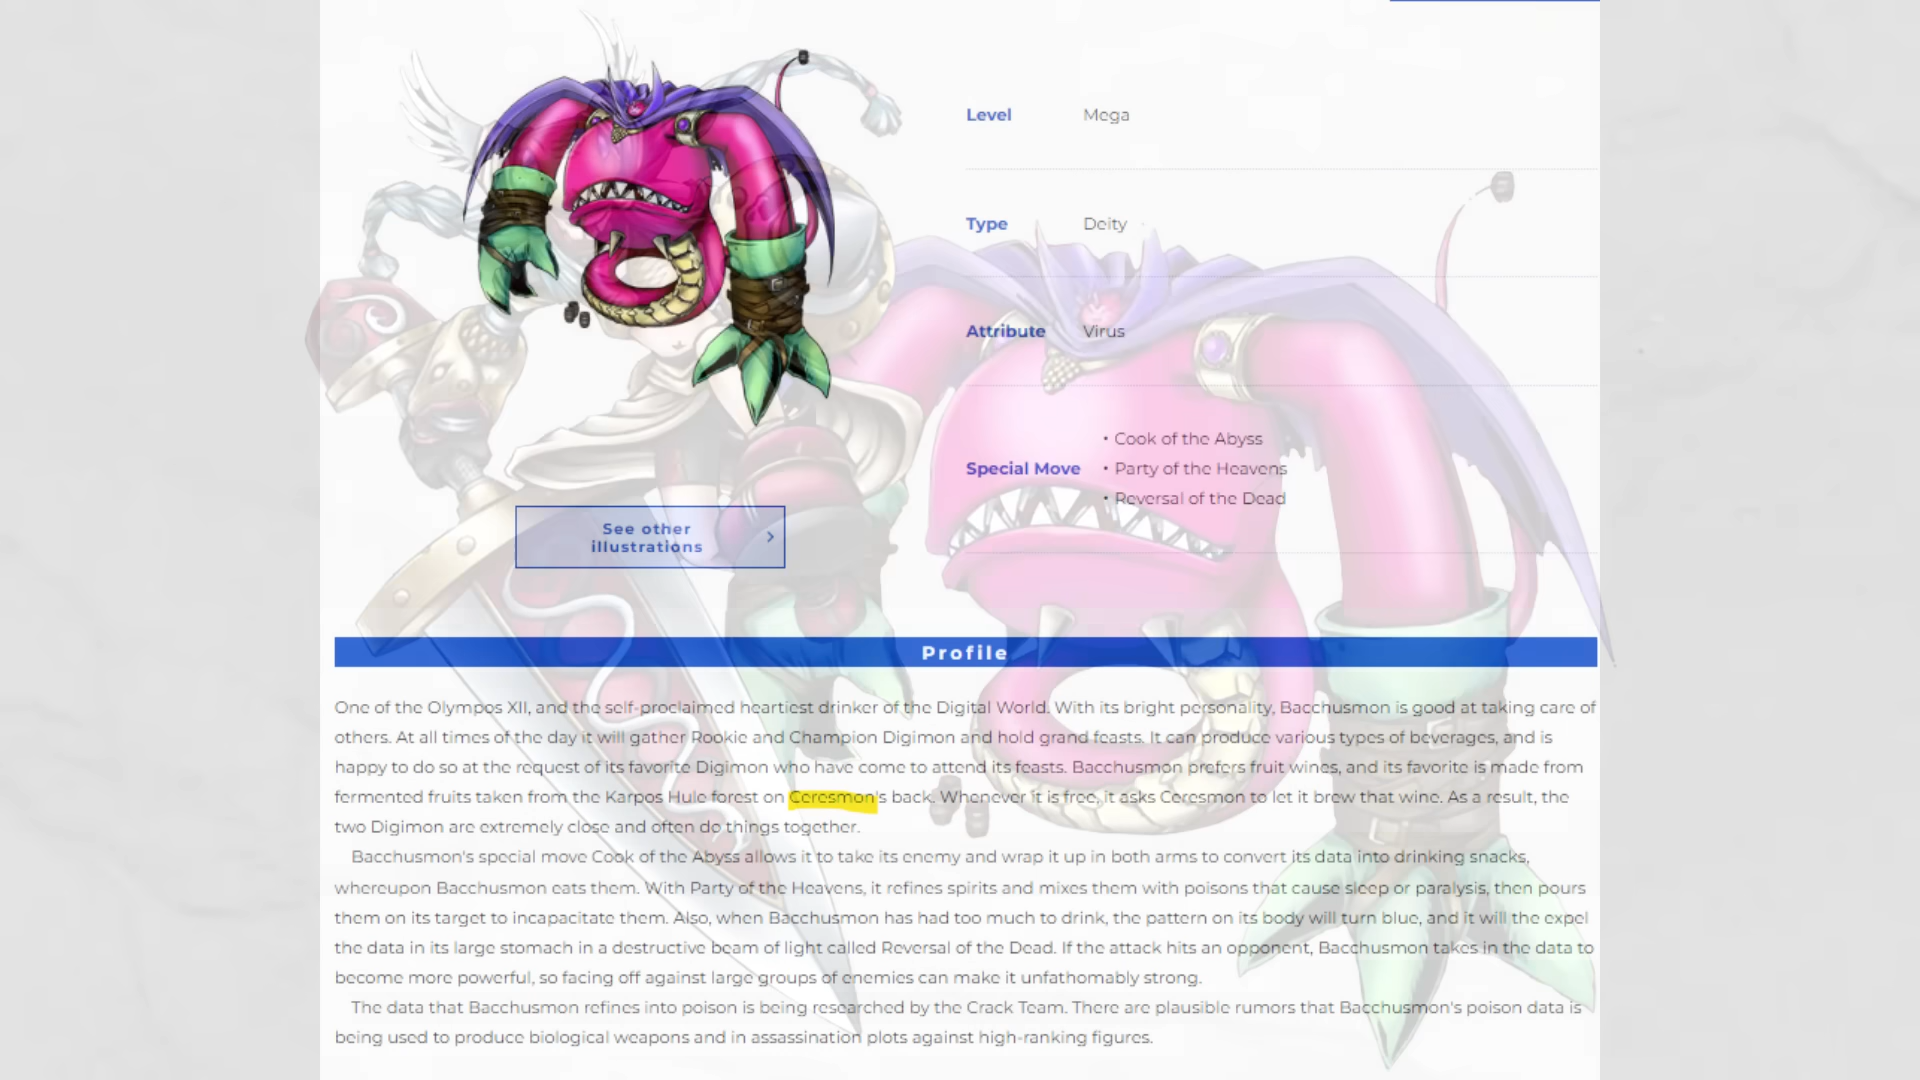 Level Mega
Type Deity
Attribute Virus
Special Move
• Cook of the Abyss
• Party of the Heavens
• Reversal of the Dead
See other
illustrations
Profile
One of the Olympos XII, and the self-proclaimed heartiest drinker of the Digital World. With its bright personality, Bacchusmon is good at taking care of
others. At all times of the day it will gather Rookie and Champion Digimon and hold grand feasts. It can produce various types of beverages, and is
happy to do so at the request of its favorite Digimon who have come to attend its feasts. Bacchusmon prefers fruit wines, and its favorite is made from
fermented fruits taken from the Karpos Hule forest on Ceresmon's back. Whenever it is free, it asks Ceresmon to let it brew that wine. As a result, the
two Digimon are extremely close and often do things together.
Bacchusmon's special move Cook of the Abyss allows it to take its enemy and wrap it up in both arms to convert its data into drinking snacks,
whereupon Bacchusmon eats them. With Party of the Heavens, it refines spirits and mixes them with poisons that cause sleep or paralysis, then pours
them on its target to incapacitate them. Also, when Bacchusmon has had too much to drink, the pattern on its body will turn blue, and it will the expel
the data in its large stomach in a destructive beam of light called Reversal of the Dead. If the attack hits an opponent, Bacchusmon takes in the data to
become more powerful, so facing off against large groups of enemies can make it unfathomably strong.
The data that Bacchusmon refines into poison is being researched by the Crack Team. There are plausible rumors that Bacchusmon's poison data is
being used to produce biological weapons and in assassination plots against high-ranking figures.